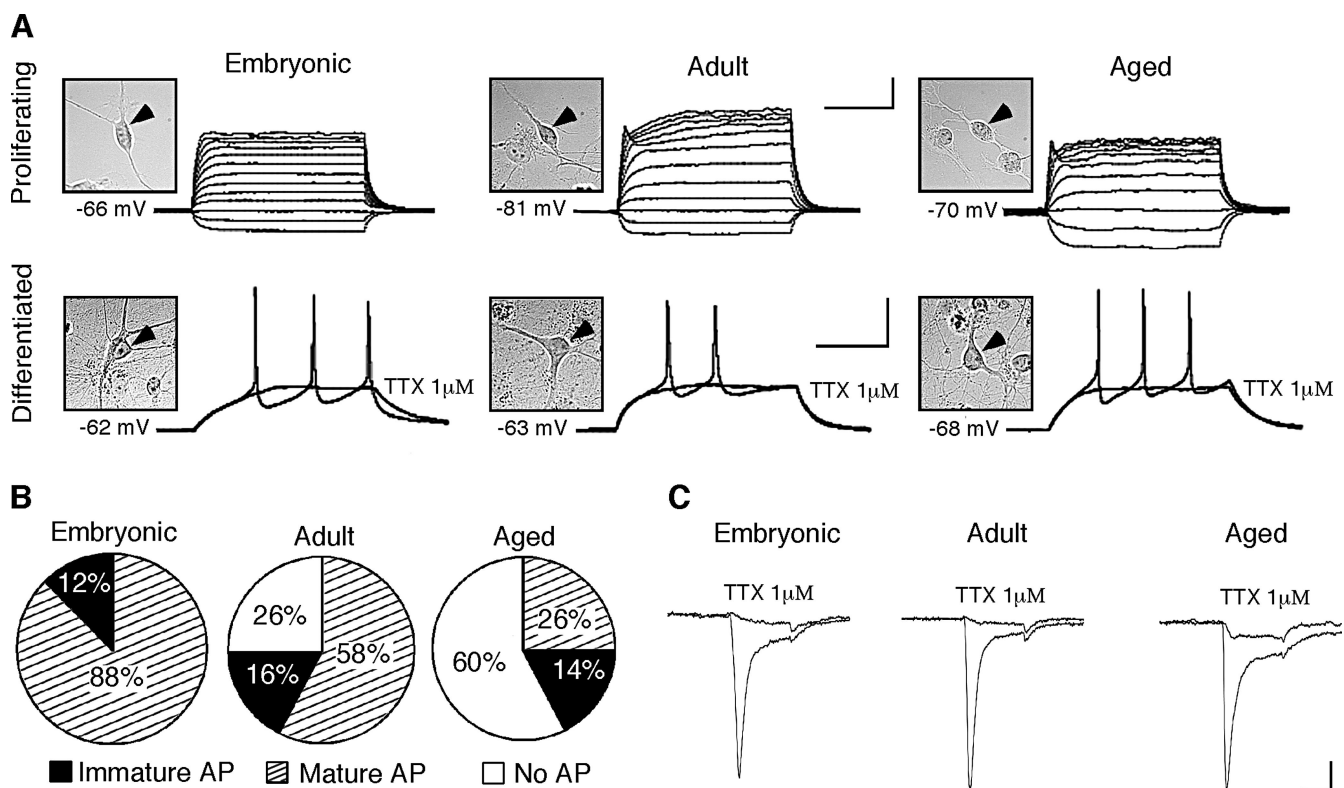 A
Embryonic
Adult
Aged
Proliferating
-66 mV
-81 mV
-70 mV
Differentiated
TTX 1µM
TTX 1µM
TTX 1µM
-62 mV
-63 mV
-68 mV
B
Embryonic
Adult
Aged
12%
88%
26%
16%
58%
60%
26%
14%
Immature AP
Mature AP
No AP
C
Embryonic
Adult
Aged
TTX 1µM
TTX 1µM
TTX 1µM